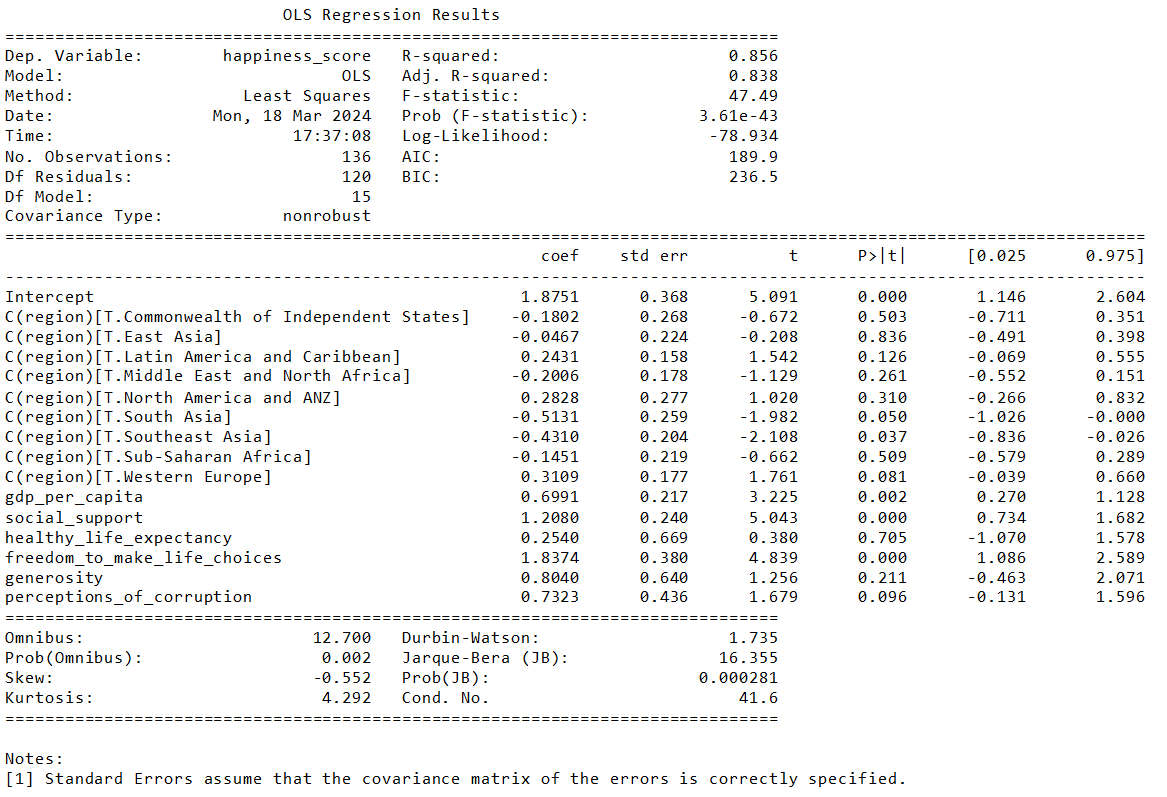 OLS Regression Results
==============================================================================
Dep. Variable:        happiness_score   R-squared:                       0.856
Model:                            OLS   Adj. R-squared:                  0.838
Method:                 Least Squares   F-statistic:                     47.49
Date:                Mon, 18 Mar 2024   Prob (F-statistic):           3.61e-43
Time:                        17:37:08   Log-Likelihood:                -78.934
No. Observations:                 136   AIC:                             189.9
Df Residuals:                     120   BIC:                             236.5
Df Model:                          15
Covariance Type:            nonrobust
===================================================================================================================
                                                      coef    std err          t      P>|t|      [0.025      0.975]
-------------------------------------------------------------------------------------------------------------------
Intercept                                           1.8751      0.368      5.091      0.000       1.146       2.604
C(region)[T.Commonwealth of Independent States]    -0.1802      0.268     -0.672      0.503      -0.711       0.351
C(region)[T.East Asia]                             -0.0467      0.224     -0.208      0.836      -0.491       0.398
C(region)[T.Latin America and Caribbean]            0.2431      0.158      1.542      0.126      -0.069       0.555
C(region)[T.Middle East and North Africa]          -0.2006      0.178     -1.129      0.261      -0.552       0.151
C(region)[T.North America and ANZ]                  0.2828      0.277      1.020      0.310      -0.266       0.832
C(region)[T.South Asia]                            -0.5131      0.259     -1.982      0.050      -1.026      -0.000
C(region)[T.Southeast Asia]                        -0.4310      0.204     -2.108      0.037      -0.836      -0.026
C(region)[T.Sub-Saharan Africa]                    -0.1451      0.219     -0.662      0.509      -0.579       0.289
C(region)[T.Western Europe]                         0.3109      0.177      1.761      0.081      -0.039       0.660
gdp_per_capita                                      0.6991      0.217      3.225      0.002       0.270       1.128
social_support                                      1.2080      0.240      5.043      0.000       0.734       1.682
healthy_life_expectancy                             0.2540      0.669      0.380      0.705      -1.070       1.578
freedom_to_make_life_choices                        1.8374      0.380      4.839      0.000       1.086       2.589
generosity                                          0.8040      0.640      1.256      0.211      -0.463       2.071
perceptions_of_corruption                           0.7323      0.436      1.679      0.096      -0.131       1.596
==============================================================================
Omnibus:                       12.700   Durbin-Watson:                   1.735
Prob(Omnibus):                  0.002   Jarque-Bera (JB):               16.355
Skew:                          -0.552   Prob(JB):                     0.000281
Kurtosis:                       4.292   Cond. No.                         41.6
==============================================================================

Notes:
[1] Standard Errors assume that the covariance matrix of the errors is correctly specified.